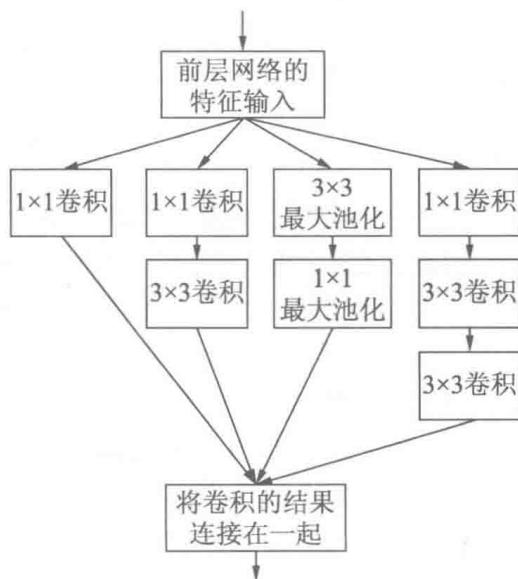 前层网络的
特征输入
1×1卷积
1×1卷积
3×3
最大池化
1×1卷积
3×3卷积
1×1
最大池化
3×3卷积
3×3卷积
将卷积的结果
连接在一起